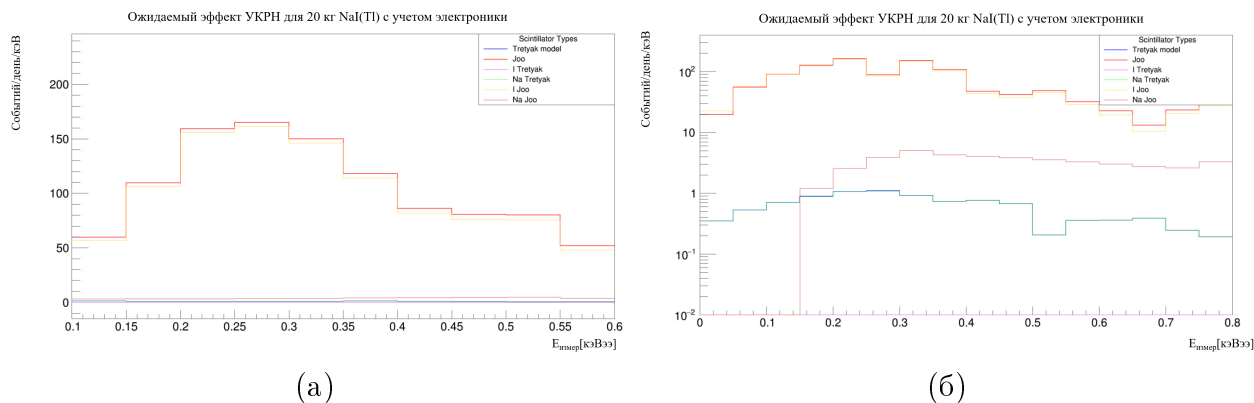 Ожидаемый эффект УКРН для 20 кг NaI(Tl) с учетом электроники
Событий/день/кэВ
Scintillator Types
Tretyak model
Joo
I Tretyak
Na Tretyak
I Joo
Na Joo
200
150
100
50
0
0.1 0.15 0.2 0.25 0.3 0.35 0.4 0.45 0.5 0.55 0.6
Eизмер[кэВээ]
(а)
Ожидаемый эффект УКРН для 20 кг NaI(Tl) с учетом электроники
Событий/день/кэВ
Scintillator Types
Tretyak model
Joo
I Tretyak
Na Tretyak
I Joo
Na Joo
10²
10
1
10⁻¹
10⁻²
0 0.1 0.2 0.3 0.4 0.5 0.6 0.7 0.8
Eизмер[кэВээ]
(б)